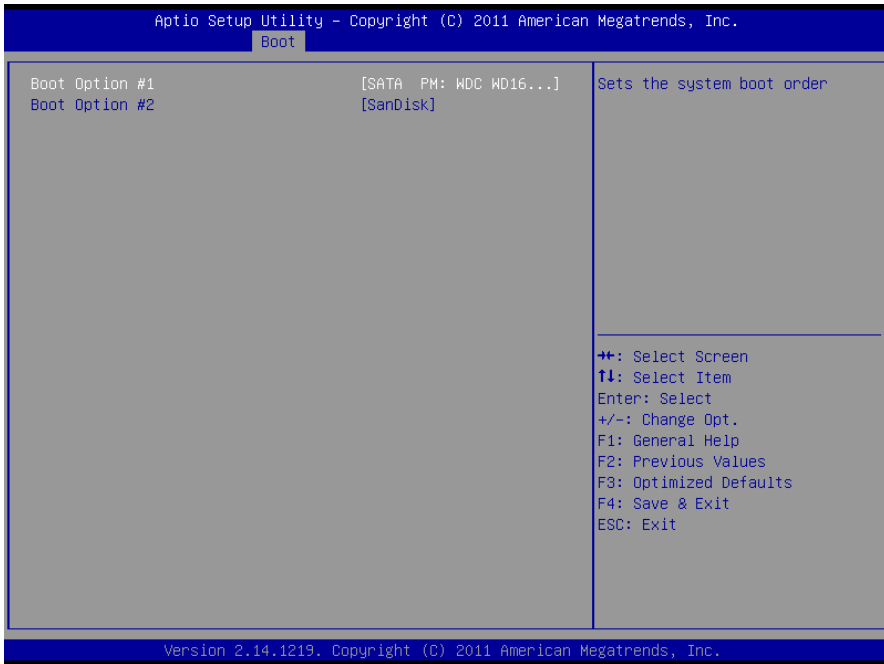 Aptio Setup Utility – Copyright (C) 2011 American Megatrends, Inc.
Boot
Boot Option #1 [SATA PM: WDC WD16...]
Boot Option #2 [SanDisk]
Sets the system boot order
→←: Select Screen
↑↓: Select Item
Enter: Select
+/-: Change Opt.
F1: General Help
F2: Previous Values
F3: Optimized Defaults
F4: Save & Exit
ESC: Exit
Version 2.14.1219. Copyright (C) 2011 American Megatrends, Inc.